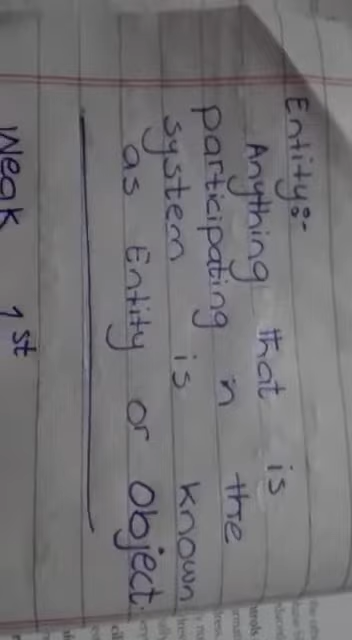 Entity:-
Anything that is
participating in the
system is known
as Entity or Object.
Weak 1st